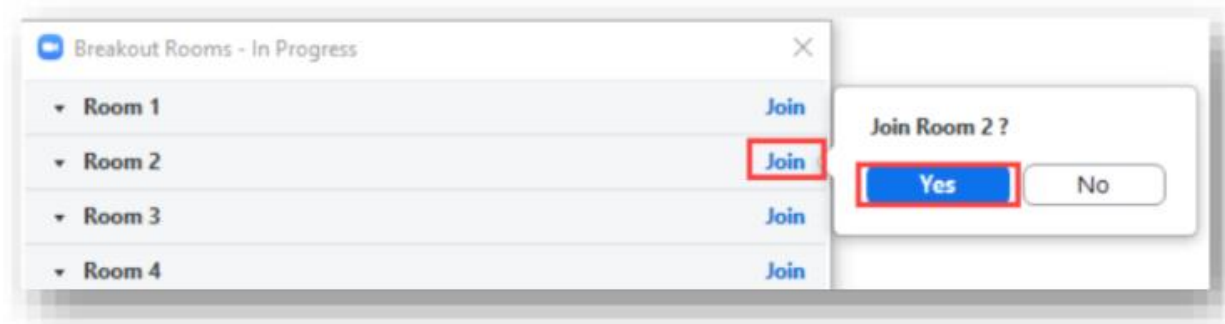 Breakout Rooms - In Progress
Room 1 Join
Room 2 Join
Room 3 Join
Room 4 Join
Join Room 2 ?
Yes No